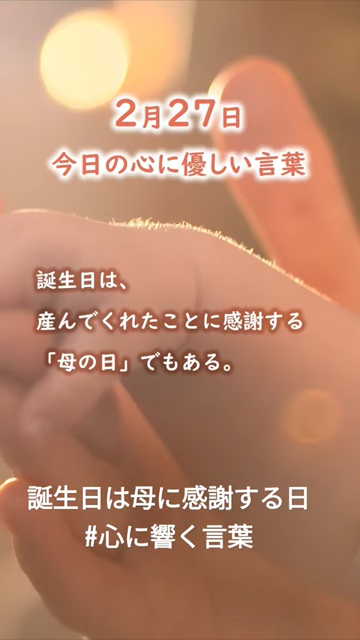 2月27日
今日の心に優しい言葉
誕生日は、
産んでくれたことに感謝する
「母の日」でもある。
誕生日は母に感謝する日
#心に響く言葉